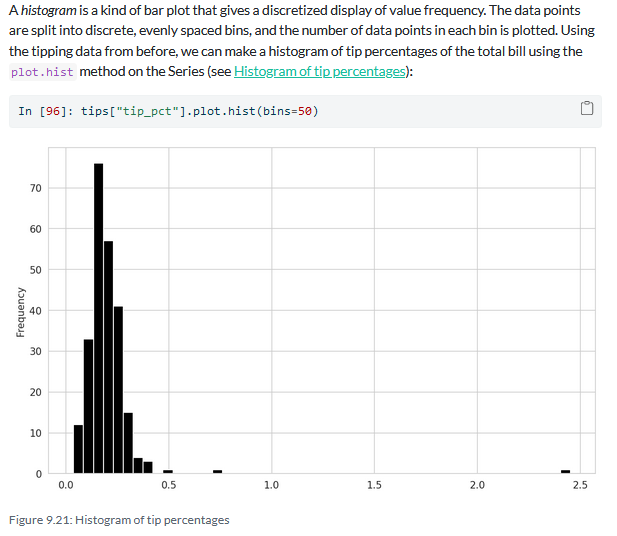 A histogram is a kind of bar plot that gives a discretized display of value frequency. The data points
are split into discrete, evenly spaced bins, and the number of data points in each bin is plotted. Using
the tipping data from before, we can make a histogram of tip percentages of the total bill using the
plot.hist method on the Series (see Histogram of tip percentages):
In [96]: tips["tip_pct"].plot.hist(bins=50)
70
60
50
40
30
20
10
0
Frequency
0.0 0.5 1.0 1.5 2.0 2.5
Figure 9.21: Histogram of tip percentages